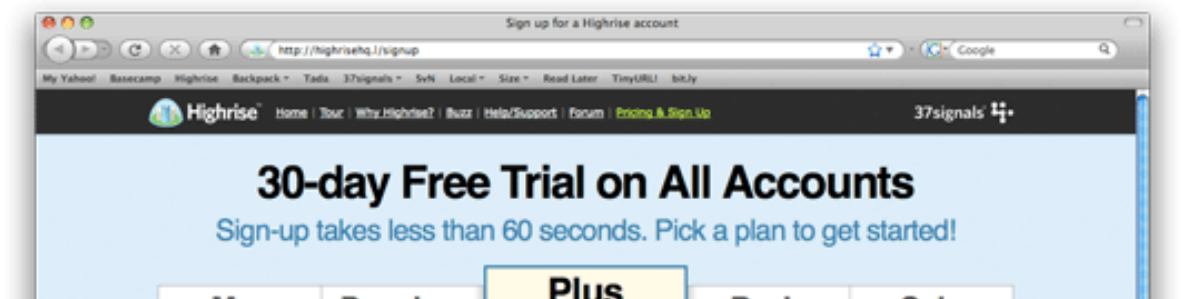 Sign up for a Highrise account
http://highrisehq.l/signup Google
My Yahoo! Basecamp Highrise Backpack Tada 37signals SvN Local Size Read Later TinyURL! bit.ly
Highrise Home | Tour | Why Highrise? | Buzz | Help/Support | Forum | Pricing & Sign Up 37signals
30-day Free Trial on All Accounts
Sign-up takes less than 60 seconds. Pick a plan to get started!
Plus